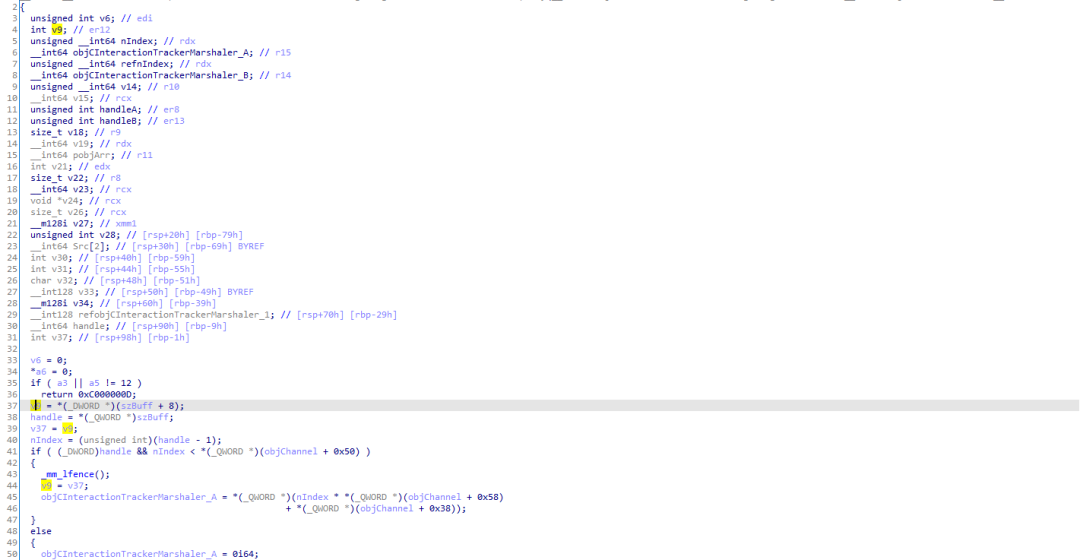 2 {
3 unsigned int v6; // edi
4 int v9; // er12
5 unsigned __int64 nIndex; // rdx
6 __int64 objCInteractionTrackerMarshaler_A; // r15
7 unsigned __int64 refnIndex; // rdx
8 __int64 objCInteractionTrackerMarshaler_B; // r14
9 unsigned __int64 v14; // r10
10 __int64 v15; // rcx
11 unsigned int handleA; // er8
12 unsigned int handleB; // er13
13 size_t v18; // r9
14 __int64 v19; // rdx
15 __int64 pobjArr; // r11
16 int v21; // edx
17 size_t v22; // r8
18 __int64 v23; // rcx
19 void *v24; // rcx
20 size_t v26; // rcx
21 __m128i v27; // xmm1
22 unsigned int v28; // [rsp+20h] [rbp-79h]
23 __int64 Src[2]; // [rsp+30h] [rbp-69h] BYREF
24 int v30; // [rsp+40h] [rbp-59h]
25 int v31; // [rsp+44h] [rbp-55h]
26 char v32; // [rsp+48h] [rbp-51h]
27 __int128 v33; // [rsp+50h] [rbp-49h] BYREF
28 __m128i v34; // [rsp+60h] [rbp-39h]
29 __int128 refobjCInteractionTrackerMarshaler_1; // [rsp+70h] [rbp-29h]
30 __int64 handle; // [rsp+90h] [rbp-9h]
31 int v37; // [rsp+98h] [rbp-1h]
32
33 v6 = 0;
34 *a6 = 0;
35 if ( a3 || a5 != 12 )
36 return 0xC000000D;
37 v9 = *(_DWORD *)(szBuff + 8);
38 handle = *(_QWORD *)szBuff;
39 v37 = v9;
40 nIndex = (unsigned int)(handle - 1);
41 if ( (_DWORD)handle && nIndex < *(_QWORD *)(objChannel + 0x50) )
42 {
43 _mm_lfence();
44 v9 = v37;
45 objCInteractionTrackerMarshaler_A = *(_QWORD *)(nIndex * *(_QWORD *)(objChannel + 0x58)
46 + *(_QWORD *)(objChannel + 0x38));
47 }
48 else
49 {
50 objCInteractionTrackerMarshaler_A = 0i64;